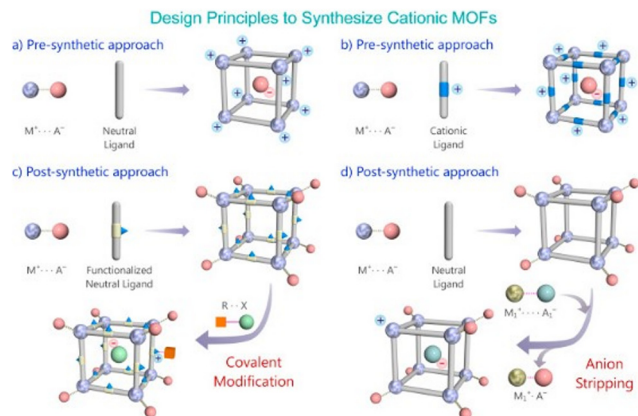 Design Principles to Synthesize Cationic MOFs
a) Pre-synthetic approach
b) Pre-synthetic approach
M⁺··· A⁻
Neutral
Ligand
M⁺··· A⁻
Cationic
Ligand
c) Post-synthetic approach
d) Post-synthetic approach
M⁺··· A⁻
Functionalized
Neutral Ligand
M⁺··· A⁻
Neutral
Ligand
R ·· X
Covalent
Modification
M₁⁺···· A₁⁻
Anion
Stripping
M₁⁺· A⁻